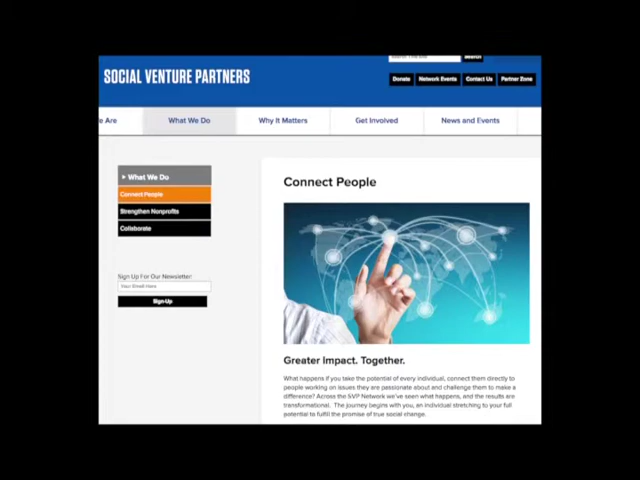 Search
SOCIAL VENTURE PARTNERS
Donate Network Events Contact Us Partner Zone
e Are What We Do Why It Matters Get Involved News and Events
What We Do
Connect People
Strengthen Nonprofits
Collaborate
Sign Up For Our Newsletter:
Your Email Here
Sign-Up
Connect People
Greater Impact. Together.
What happens if you take the potential of every individual, connect them directly to
people working on issues they are passionate about and challenge them to make a
difference? Across the SVP Network we've seen what happens, and the results are
transformational. The journey begins with you, an individual stretching to your full
potential to fulfill the promise of true social change.